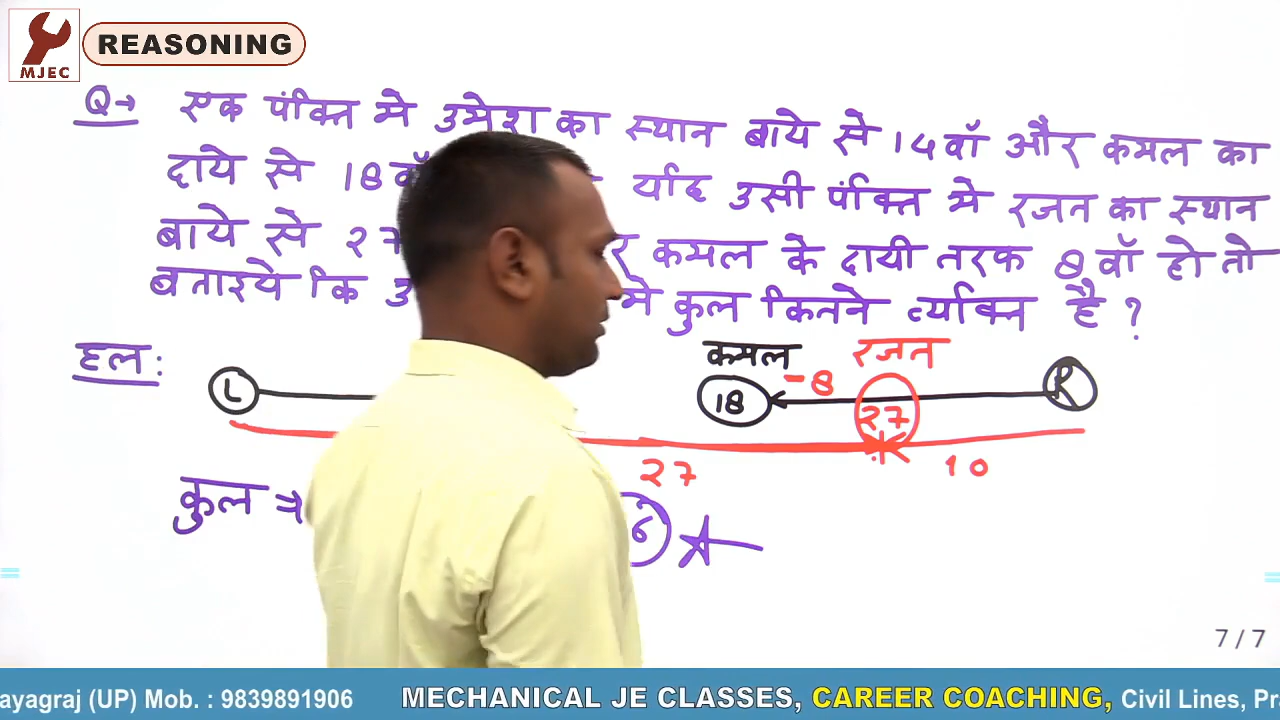 MJEC
REASONING
Q→ एक पंक्ति मे उमेश का स्थान बाये से 14वॉ और कमल का
दाये से 18वॉ यदि उसी पंक्ति मे रजन का स्थान
बाये से 27 कमल के दायी तरफ 8वॉ हो तो
बताइये कि मे कुल कितने व्यक्ति है ?
हल:
कमल रजन
L 18 -8 27 R
27 10
कुल ⇒
7/7
ayagraj (UP) Mob. : 9839891906 MECHANICAL JE CLASSES, CAREER COACHING, Civil Lines, Pr